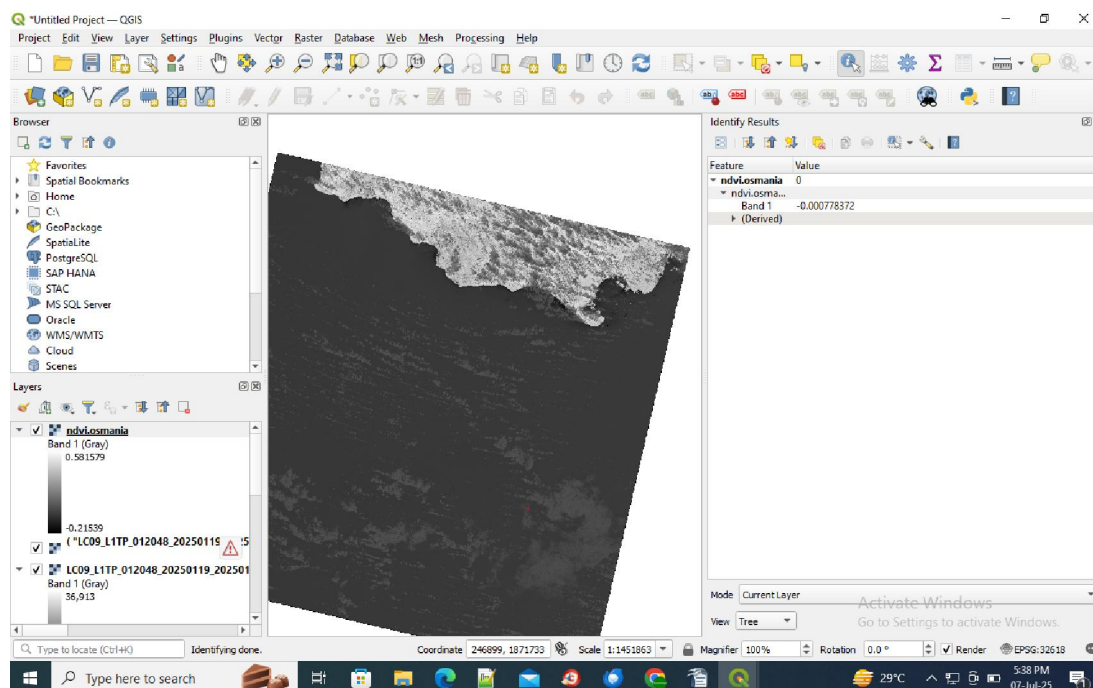 *Untitled Project — QGIS
Project Edit View Layer Settings Plugins Vector Raster Database Web Mesh Processing Help
Browser
Favorites
Spatial Bookmarks
Home
C:\
GeoPackage
SpatiaLite
PostgreSQL
SAP HANA
STAC
MS SQL Server
Oracle
WMS/WMTS
Cloud
Scenes
Layers
ndvi.osmania
Band 1 (Gray)
0.581579
-0.21539
( "LC09_L1TP_012048_20250119
LC09_L1TP_012048_20250119_202501
Band 1 (Gray)
36,913
Identify Results
Feature Value
ndvi.osmania 0
ndvi.osma...
Band 1 -0.000778372
(Derived)
Mode Current Layer
View Tree
Activate Windows
Go to Settings to activate Windows.
Type to locate (Ctrl+K) Identifying done. Coordinate 246899, 1871733 Scale 1:1451863 Magnifier 100% Rotation 0.0 ° Render EPSG:32618
Type here to search 29°C 5:38 PM
07-Jul-25